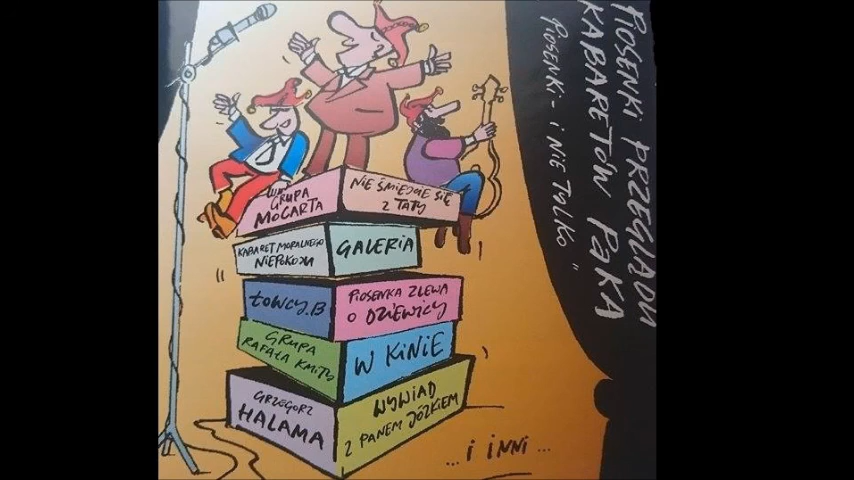 PIOSENKI PRZEGLĄDU
KABARETÓW PaKA
"PIOSENKI - I NIE TYLKO"
GRUPA
MOCARTA
NIE ŚMIEJCIE SIĘ
Z TATY
KABARET MORALNEGO
NIEPOKOJU
GALERIA
ŁOWCY.B
PIOSENKA ZLEWA
O DZIEWICY
GRUPA
RAFAŁA KMITY
W KINIE
GRZEGORZ
HALAMA
WYWIAD
Z PANEM JÓZKIEM
...i INNI...